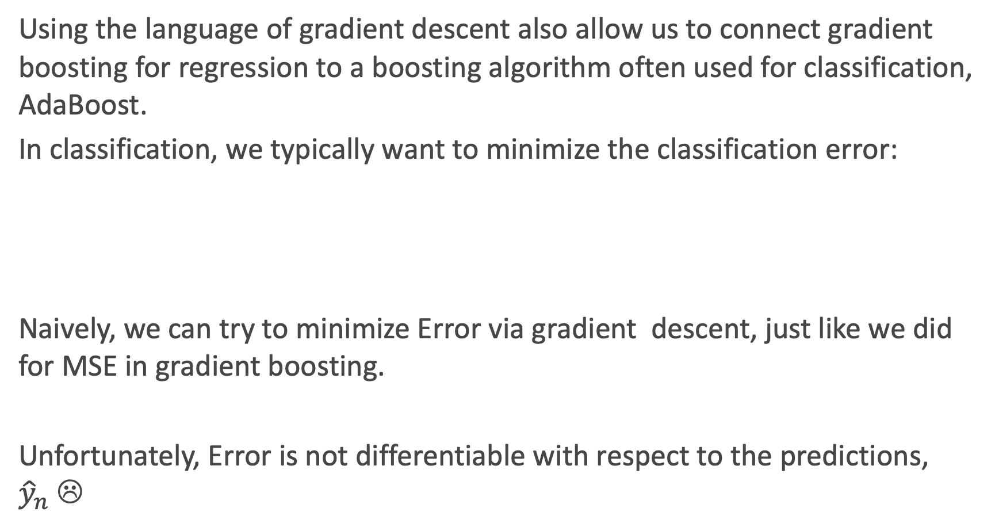 Using the language of gradient descent also allow us to connect gradient
boosting for regression to a boosting algorithm often used for classification,
AdaBoost.
In classification, we typically want to minimize the classification error:
Naively, we can try to minimize Error via gradient  descent, just like we did
for MSE in gradient boosting.
Unfortunately, Error is not differentiable with respect to the predictions,
ŷₙ ☹